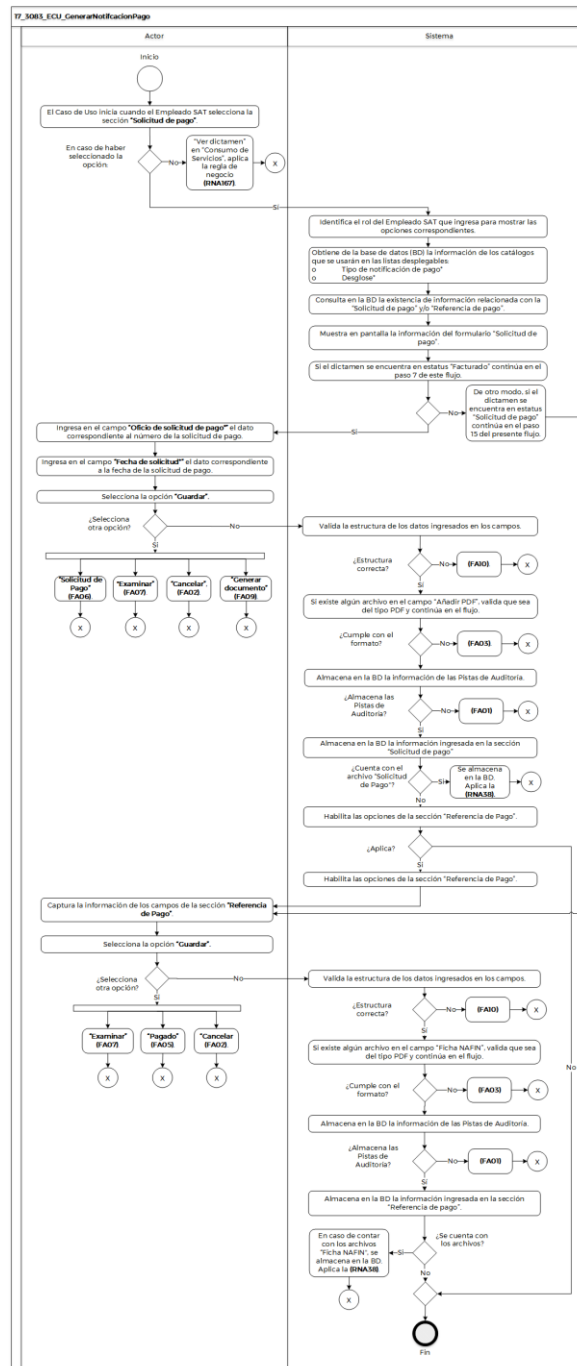 17_3083_ECU_GenerarNotifcacionPago
Actor
Sistema
Inicio
El Caso de Uso inicia cuando el Empleado SAT selecciona la
sección "Solicitud de pago".
En caso de haber
seleccionado la
opción:
No
"Ver dictamen"
en "Consumo de
Servicios", aplica
la regla de
negocio
(RNA167)
X
Sí
Identifica el rol del Empleado SAT que ingresa para mostrar las
opciones correspondientes.
Obtiene de la base de datos (BD) la información de los catálogos
que se usarán en las listas desplegables:
o Tipo de notificación de pago*
o Desglose*
Consulta en la BD la existencia de información relacionada con la
"Solicitud de pago" y/o "Referencia de pago".
Muestra en pantalla la información del formulario "Solicitud de
pago".
Si el dictamen se encuentra en estatus "Facturado" continúa en el
paso 7 de este flujo.
No
De otro modo, si el
dictamen se
encuentra en estatus
"Solicitud de pago"
continúa en el paso
15 del presente flujo.
Sí
Ingresa en el campo "Oficio de solicitud de pago*" el dato
correspondiente al número de la solicitud de pago.
Ingresa en el campo "Fecha de solicitud*" el dato correspondiente
a la fecha de la solicitud de pago.
Selecciona la opción "Guardar".
¿Selecciona
otra opción?
No
Sí
"Solicitud de
Pago"
(FA06)
"Examinar"
(FA07)
"Cancelar".
(FA02)
"Generar
documento"
(FA09)
X
X
X
X
Valida la estructura de los datos ingresados en los campos.
¿Estructura
correcta?
No
(FA10).
X
Sí
Si existe algún archivo en el campo "Añadir PDF", valida que sea
del tipo PDF y continúa en el flujo.
¿Cumple con el
formato?
No
(FA03).
X
Almacena en la BD la información de las Pistas de Auditoría.
¿Almacena las
Pistas de
Auditoría?
No
(FA01)
X
Sí
Almacena en la BD la información ingresada en la sección
"Solicitud de pago"
¿Cuenta con el
archivo "Solicitud
de Pago"?
Sí
Se almacena
en la BD.
Aplica la
(RNA38).
X
No
Habilita las opciones de la sección "Referencia de Pago".
¿Aplica?
Sí
Habilita las opciones de la sección "Referencia de Pago".
Captura la información de los campos de la sección "Referencia
de Pago".
Selecciona la opción "Guardar".
¿Selecciona
otra opción?
No
Sí
"Examinar"
(FA07)
"Pagado"
(FA05)
"Cancelar
(FA02)
X
X
X
Valida la estructura de los datos ingresados en los campos.
¿Estructura
correcta?
No
(FA10)
X
Sí
Si existe algún archivo en el campo "Ficha NAFIN", valida que sea
del tipo PDF y continúa en el flujo.
No
¿Cumple con el
formato?
No
(FA03)
X
Almacena en la BD la información de las Pistas de Auditoría.
¿Almacena las
Pistas de
Auditoría?
No
(FA01)
X
Sí
Almacena en la BD la información ingresada en la sección
"Referencia de pago".
En caso de contar
con los archivos
"Ficha NAFIN", se
almacena en la BD.
Aplica la (RNA38)
Sí
¿Se cuenta con
los archivos?
No
X
Fin